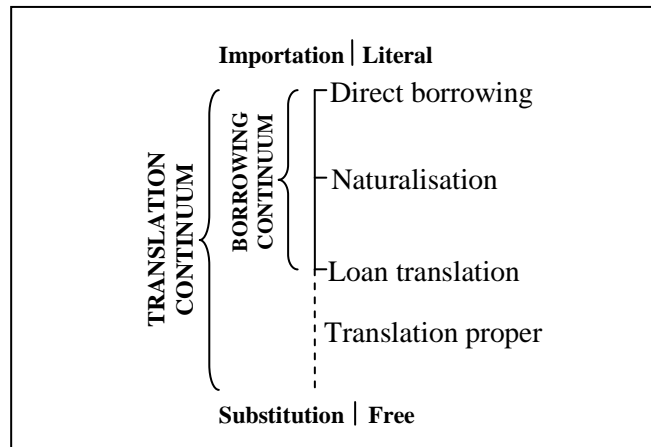 Importation | Literal
Direct borrowing
Naturalisation
Loan translation
Translation proper
Substitution | Free
TRANSLATION
CONTINUUM
BORROWING
CONTINUUM